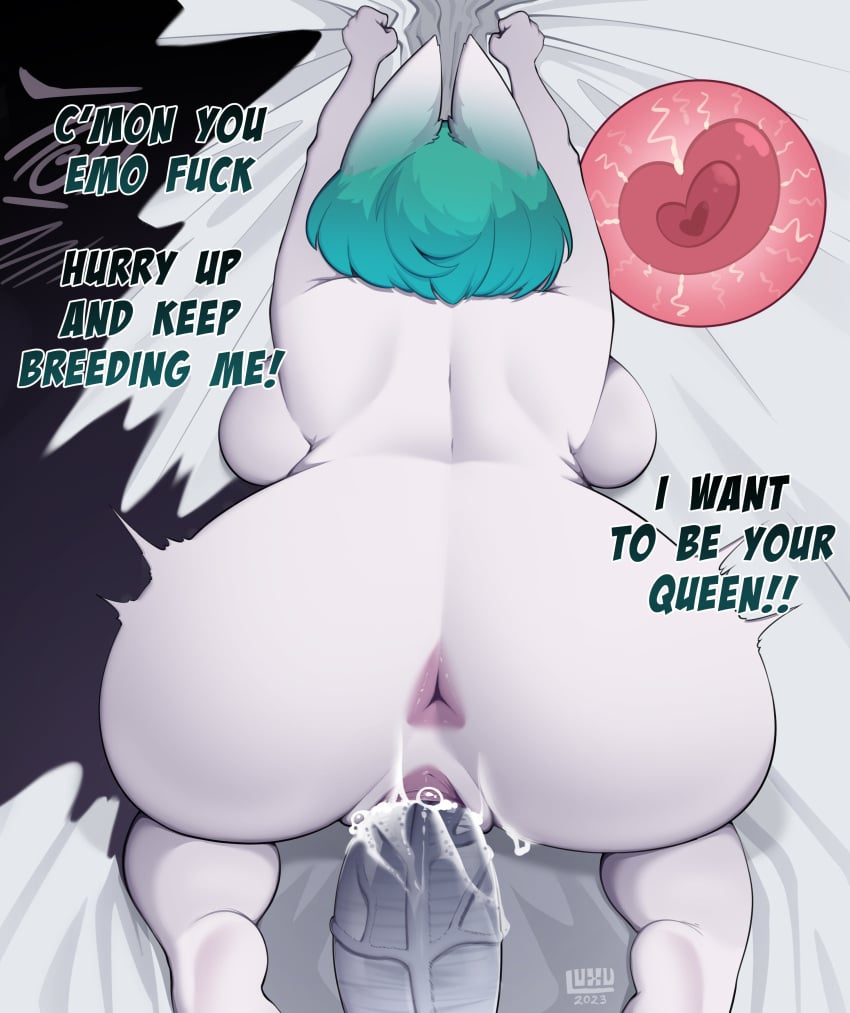 C'MON YOU
EMO FUCK
HURRY UP
AND KEEP
BREEDING ME!
I WANT
TO BE YOUR
QUEEN!!
LUXU
2023